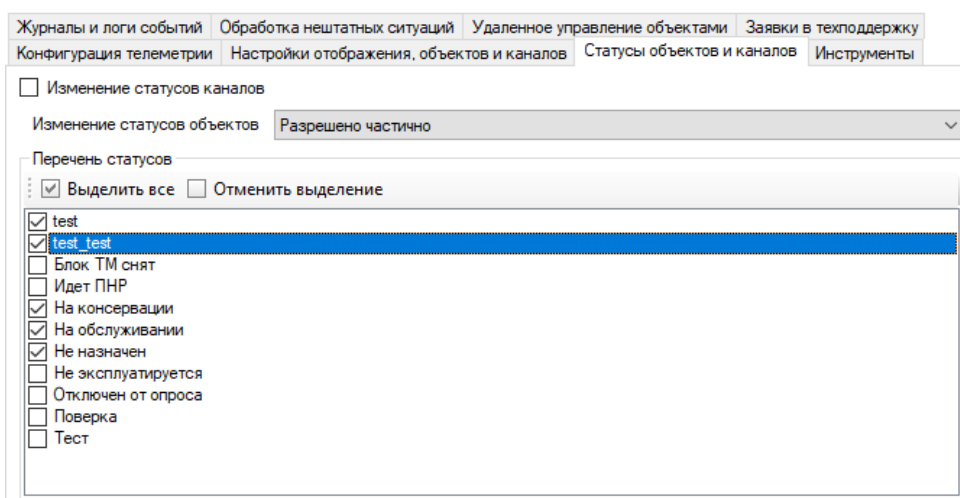 Журналы и логи событий Обработка нештатных ситуаций Удаленное управление объектами Заявки в техподдержку
Конфигурация телеметрии Настройки отображения, объектов и каналов Статусы объектов и каналов Инструменты
Изменение статусов каналов
Изменение статусов объектов Разрешено частично
Перечень статусов
Выделить все Отменить выделение
test
test_test
Блок ТМ снят
Идет ПНР
На консервации
На обслуживании
Не назначен
Не эксплуатируется
Отключен от опроса
Поверка
Тест